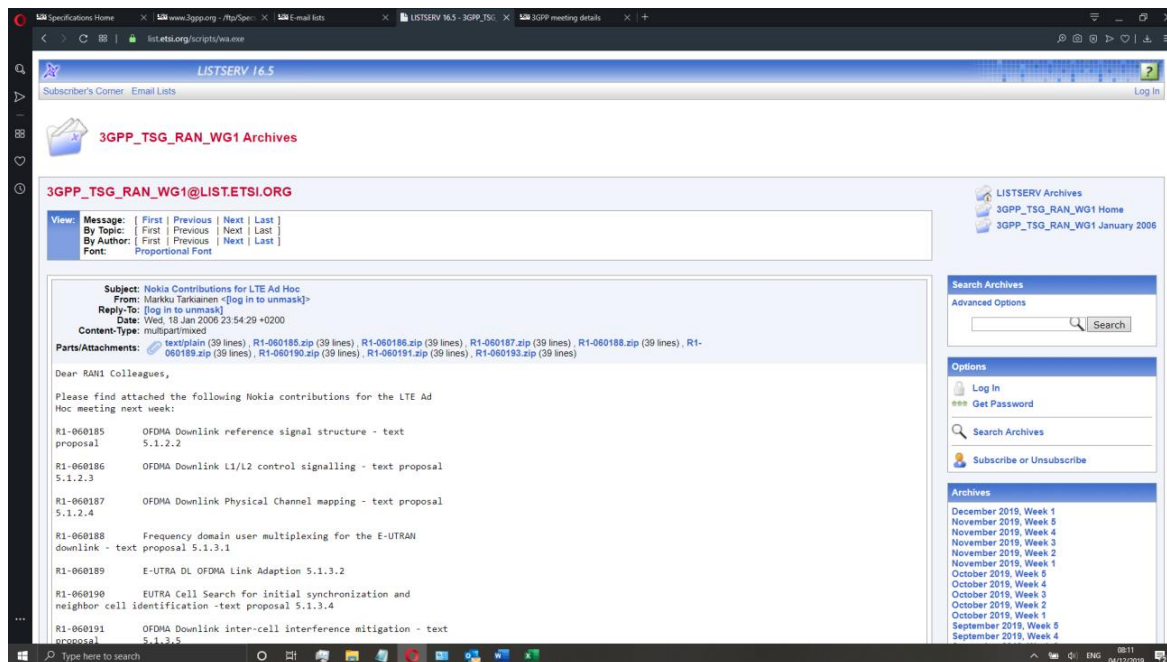 Specifications Home
www.3gpp.org - /ftp/Spec
E-mail lists
LISTSERV 16.5 - 3GPP_TSG_
3GPP meeting details
list.etsi.org/scripts/wa.exe
LISTSERV 16.5
Subscriber's Corner Email Lists
Log In
3GPP_TSG_RAN_WG1 Archives
3GPP_TSG_RAN_WG1@LIST.ETSI.ORG
View: Message: [ First | Previous | Next | Last ]
By Topic: [ First | Previous | Next | Last ]
By Author: [ First | Previous | Next | Last ]
Font: Proportional Font
LISTSERV Archives
3GPP_TSG_RAN_WG1 Home
3GPP_TSG_RAN_WG1 January 2006
Subject: Nokia Contributions for LTE Ad Hoc
From: Markku Tarkiainen <[log in to unmask]>
Reply-To: [log in to unmask]
Date: Wed, 18 Jan 2006 23:54:29 +0200
Content-Type: multipart/mixed
Parts/Attachments: text/plain (39 lines) , R1-060185.zip (39 lines) , R1-060186.zip (39 lines) , R1-060187.zip (39 lines) , R1-060188.zip (39 lines) , R1-
060189.zip (39 lines) , R1-060190.zip (39 lines) , R1-060191.zip (39 lines) , R1-060193.zip (39 lines)
Dear RAN1 Colleagues,
Please find attached the following Nokia contributions for the LTE Ad
Hoc meeting next week:
R1-060185 OFDMA Downlink reference signal structure - text
proposal 5.1.2.2
R1-060186 OFDMA Downlink L1/L2 control signalling - text proposal
5.1.2.3
R1-060187 OFDMA Downlink Physical Channel mapping - text proposal
5.1.2.4
R1-060188 Frequency domain user multiplexing for the E-UTRAN
downlink - text proposal 5.1.3.1
R1-060189 E-UTRA DL OFDMA Link Adaption 5.1.3.2
R1-060190 EUTRA Cell Search for initial synchronization and
neighbor cell identification -text proposal 5.1.3.4
R1-060191 OFDMA Downlink inter-cell interference mitigation - text
proposal 5.1.3.5
Search Archives
Advanced Options
Search
Options
Log In
Get Password
Search Archives
Subscribe or Unsubscribe
Archives
December 2019, Week 1
November 2019, Week 5
November 2019, Week 4
November 2019, Week 3
November 2019, Week 2
November 2019, Week 1
October 2019, Week 5
October 2019, Week 4
October 2019, Week 3
October 2019, Week 2
October 2019, Week 1
September 2019, Week 5
September 2019, Week 4
Type here to search
ENG
08:11
04/12/2019